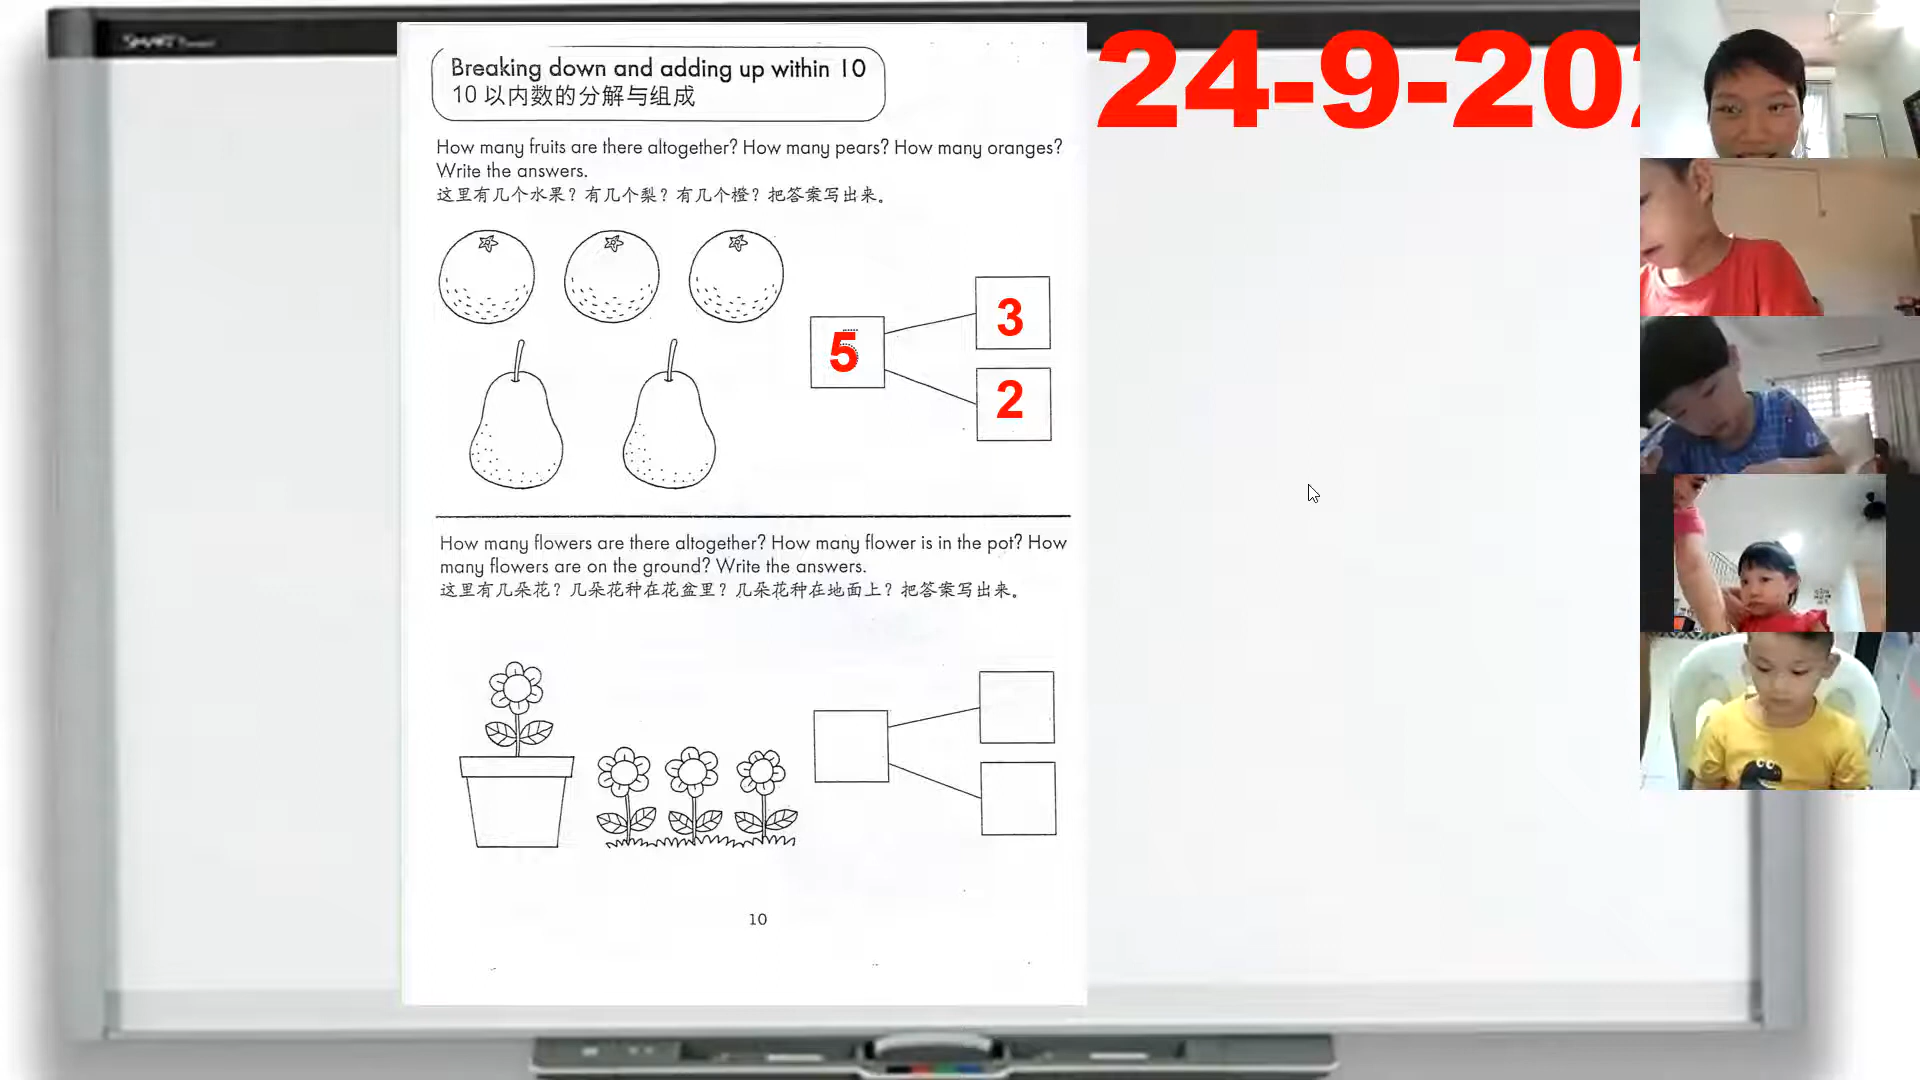 SMART
24-9-202
Breaking down and adding up within 10
10 以内数的分解与组成
How many fruits are there altogether? How many pears? How many oranges?
Write the answers.
这里有几个水果？有几个梨？有几个橙？把答案写出来。
3
5
2
How many flowers are there altogether? How many flower is in the pot? How
many flowers are on the ground? Write the answers.
这里有几朵花？几朵花种在花盆里？几朵花种在地面上？把答案写出来。
10